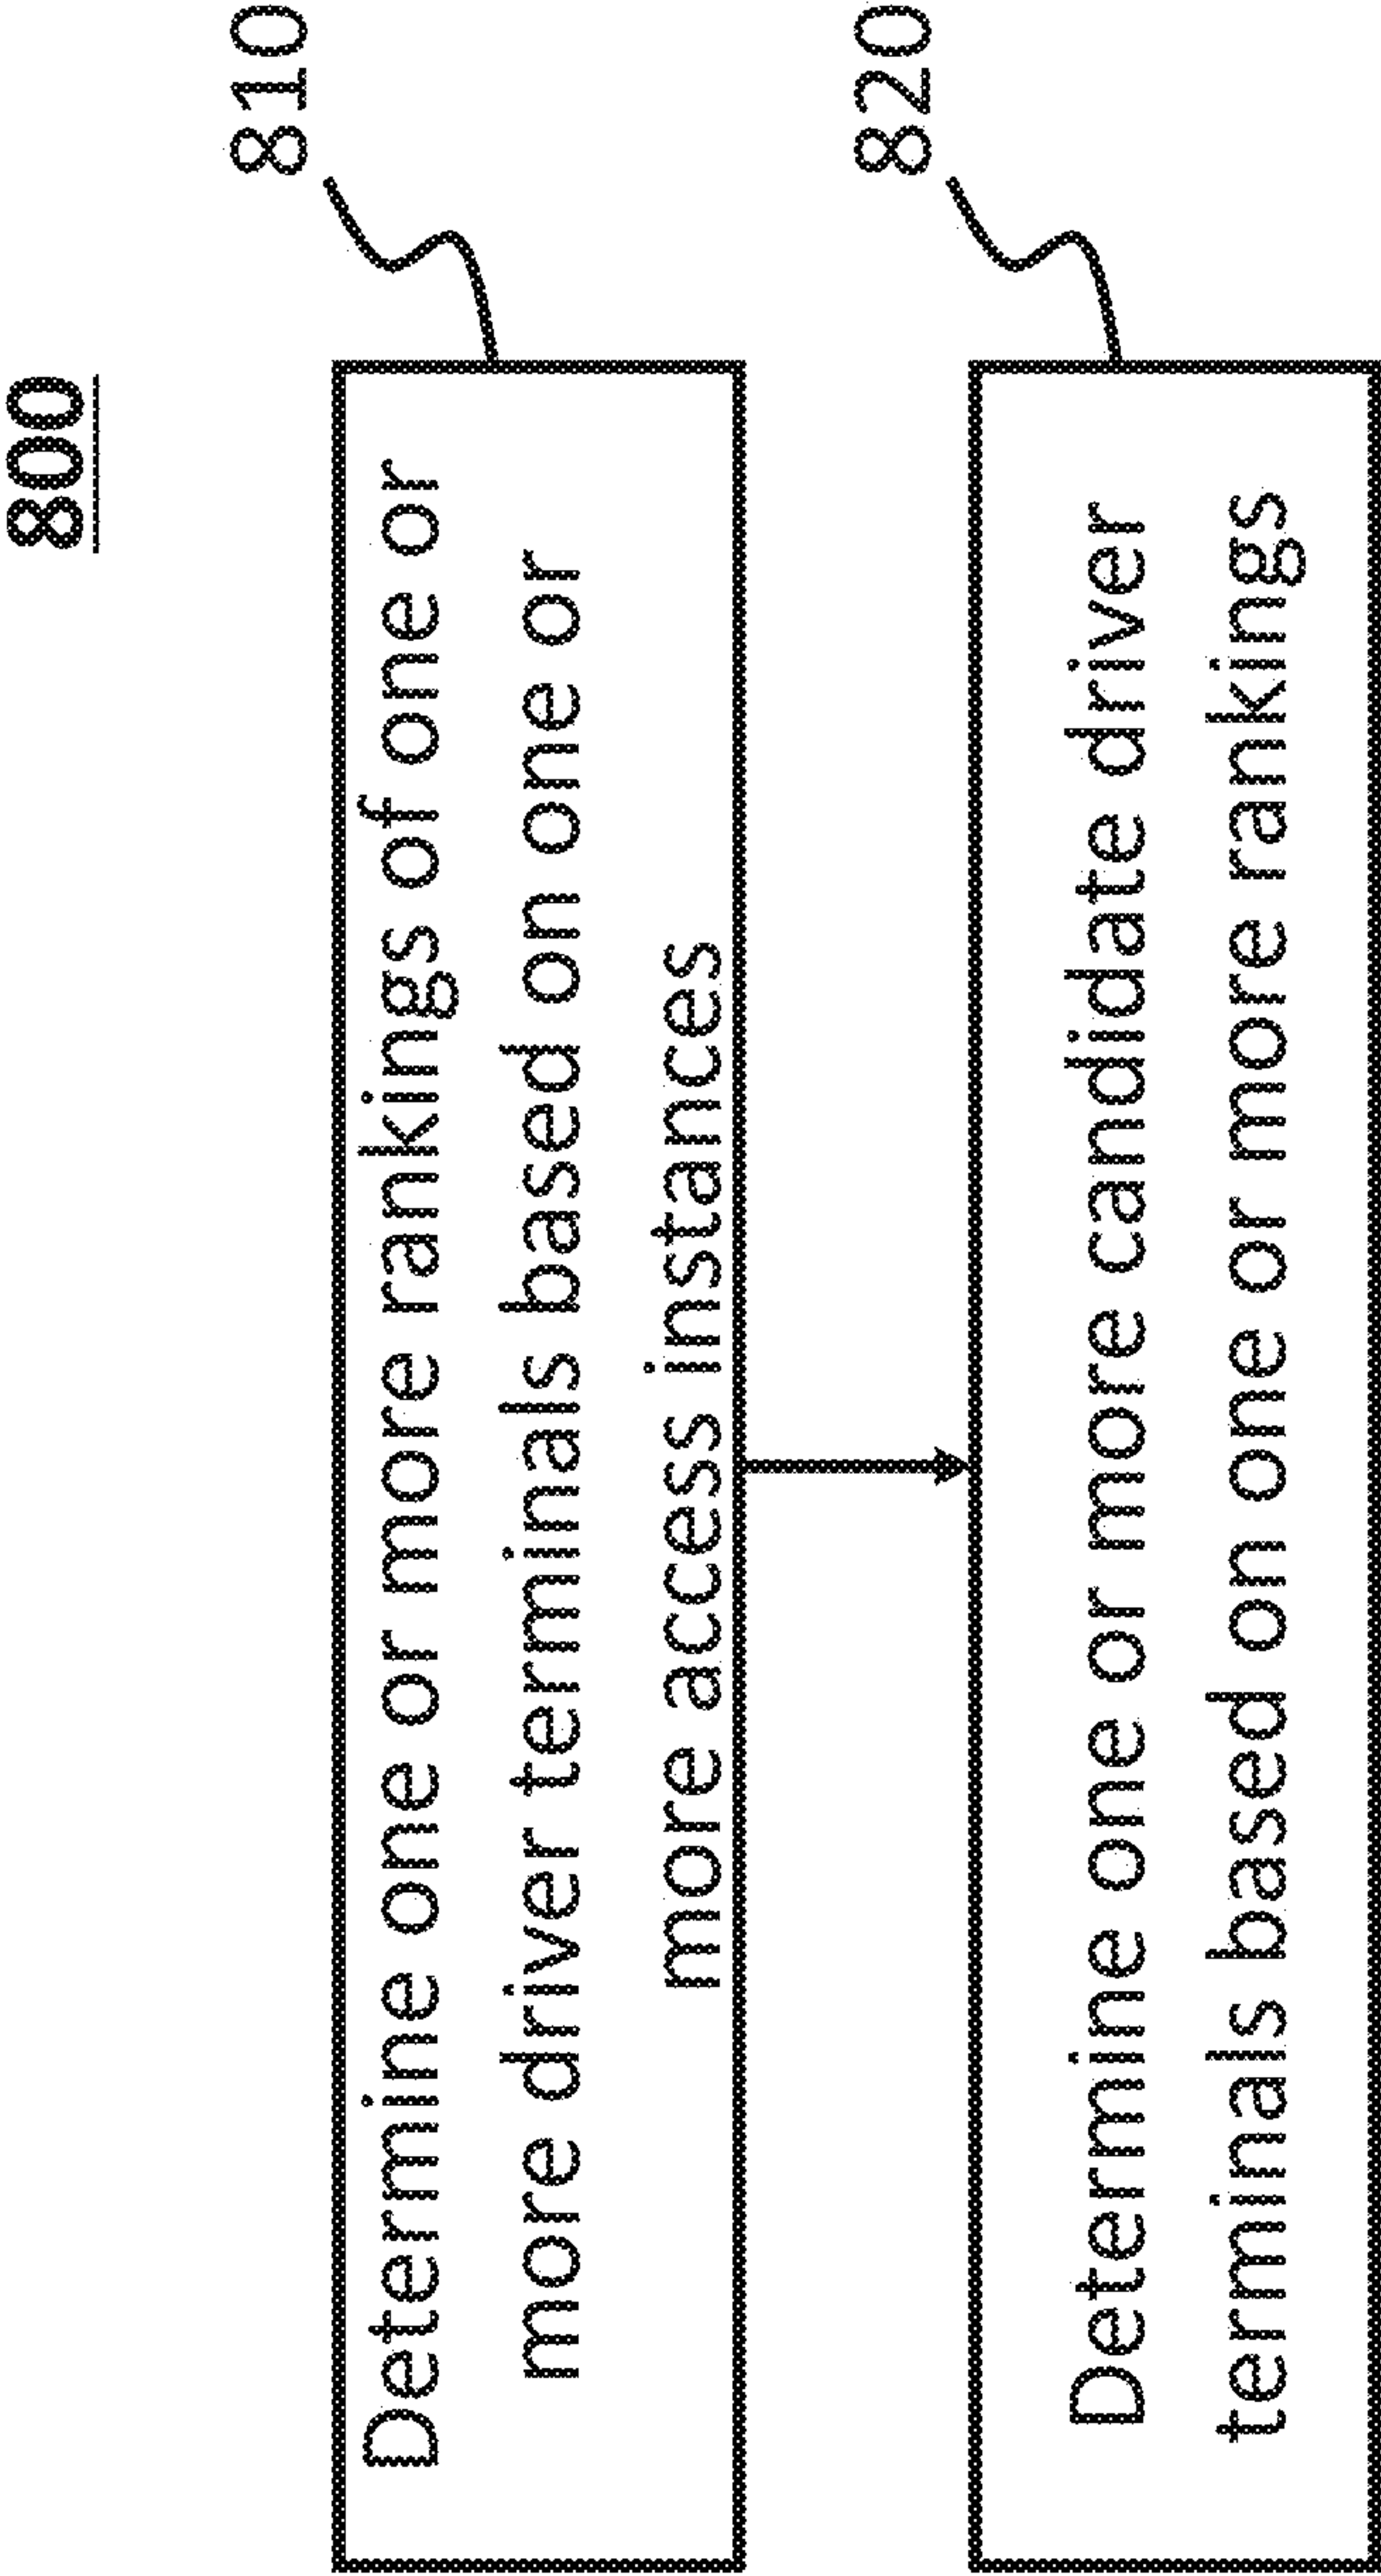 800
810
Determine one or more rankings of one or
more driver terminals based on one or
more access instances
820
Determine one or more candidate driver
terminals based on one or more rankings